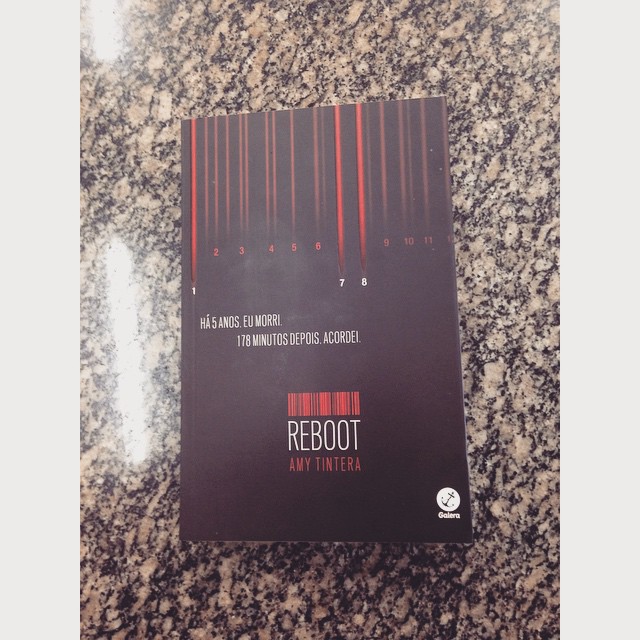 2 3 4 5 6 9 10 11
1 7 8
HÁ 5 ANOS. EU MORRI.
178 MINUTOS DEPOIS. ACORDEI.
REBOOT
AMY TINTERA
Galera